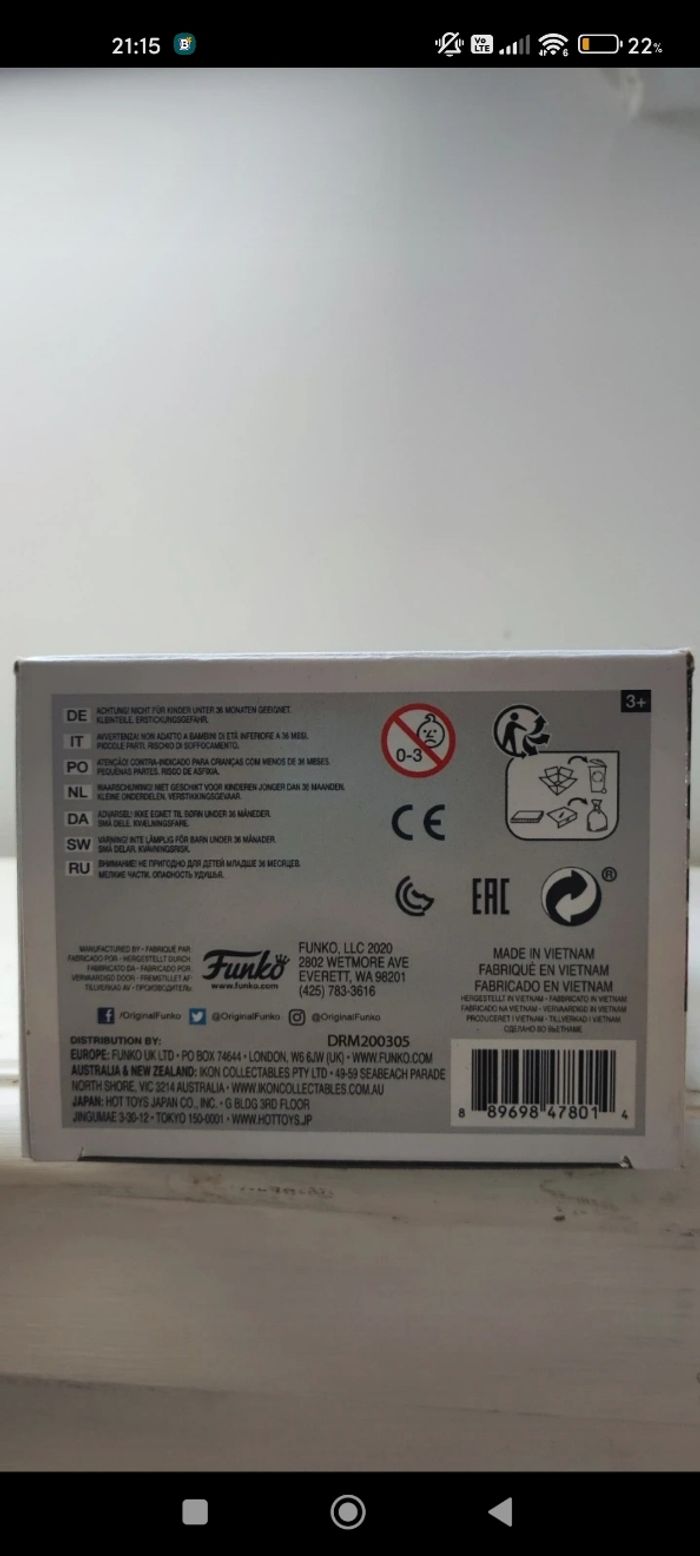 21:15
Vo LTE
6
22%
3+
DE ACHTUNG! NICHT FÜR KINDER UNTER 36 MONATEN GEEIGNET.
KLEINTEILE. ERSTICKUNGSGEFAHR.
IT AVVERTENZA! NON ADATTO A BAMBINI DI ETÀ INFERIORE A 36 MESI.
PICCOLE PARTI. RISCHIO DI SOFFOCAMENTO.
PO ATENÇÃO! CONTRA-INDICADO PARA CRIANÇAS COM MENOS DE 36 MESES.
PEQUENAS PARTES. RISCO DE ASFIXIA.
NL WAARSCHUWING! NIET GESCHIKT VOOR KINDEREN JONGER DAN 36 MAANDEN.
KLEINE ONDERDELEN. VERSTIKKINGSGEVAAR.
DA ADVARSEL! IKKE EGNET TIL BØRN UNDER 36 MÅNEDER.
SMÅ DELE. KVÆLNINGSFARE.
SW VARNING! INTE LÄMPLIG FÖR BARN UNDER 36 MÅNADER.
SMÅ DELAR. KVÄVNINGSRISK.
RU ВНИМАНИЕ! НЕ ПРИГОДНО ДЛЯ ДЕТЕЙ МЛАДШЕ 36 МЕСЯЦЕВ.
МЕЛКИЕ ЧАСТИ. ОПАСНОСТЬ УДУШЬЯ.
0-3
CE
EAC
®
MANUFACTURED BY • FABRIQUÉ PAR
FABRICADO POR • HERGESTELLT DURCH
FABBRICATO DA • FABRICADO POR
VERVAARDIGD DOOR • FREMSTILLET AF
TILLVERKAD AV • ПРОИЗВОДИТЕЛЬ:
Funko
www.funko.com
FUNKO, LLC 2020
2802 WETMORE AVE
EVERETT, WA 98201
(425) 783-3616
MADE IN VIETNAM
FABRIQUÉ EN VIETNAM
FABRICADO EN VIETNAM
HERGESTELLT IN VIETNAM • FABBRICATO IN VIETNAM
FABRICADO NA VIETNAM • VERVAARDIGD IN VIETNAM
PRODUCERET I VIETNAM • TILLVERKAD I VIETNAM
СДЕЛАНО ВО ВЬЕТНАМЕ
/OriginalFunko @OriginalFunko @OriginalFunko
DISTRIBUTION BY: DRM200305
EUROPE: FUNKO UK LTD • PO BOX 74644 • LONDON, W6 6JW (UK) • WWW.FUNKO.COM
AUSTRALIA & NEW ZEALAND: IKON COLLECTABLES PTY LTD • 49-59 SEABEACH PARADE
NORTH SHORE, VIC 3214 AUSTRALIA • WWW.IKONCOLLECTABLES.COM.AU
JAPAN: HOT TOYS JAPAN CO., INC. • G BLDG 3RD FLOOR
JINGUMAE 3-30-12 • TOKYO 150-0001 • WWW.HOTTOYS.JP
8 89698 47801 4